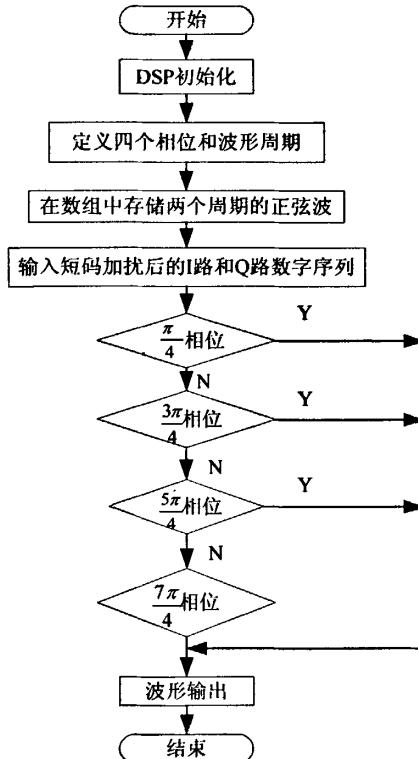 开始
DSP初始化
定义四个相位和波形周期
在数组中存储两个周期的正弦波
输入短码加扰后的I路和Q路数字序列
Y
π/4相位
N
Y
3π/4相位
N
Y
5π/4相位
N
7π/4相位
波形输出
结束